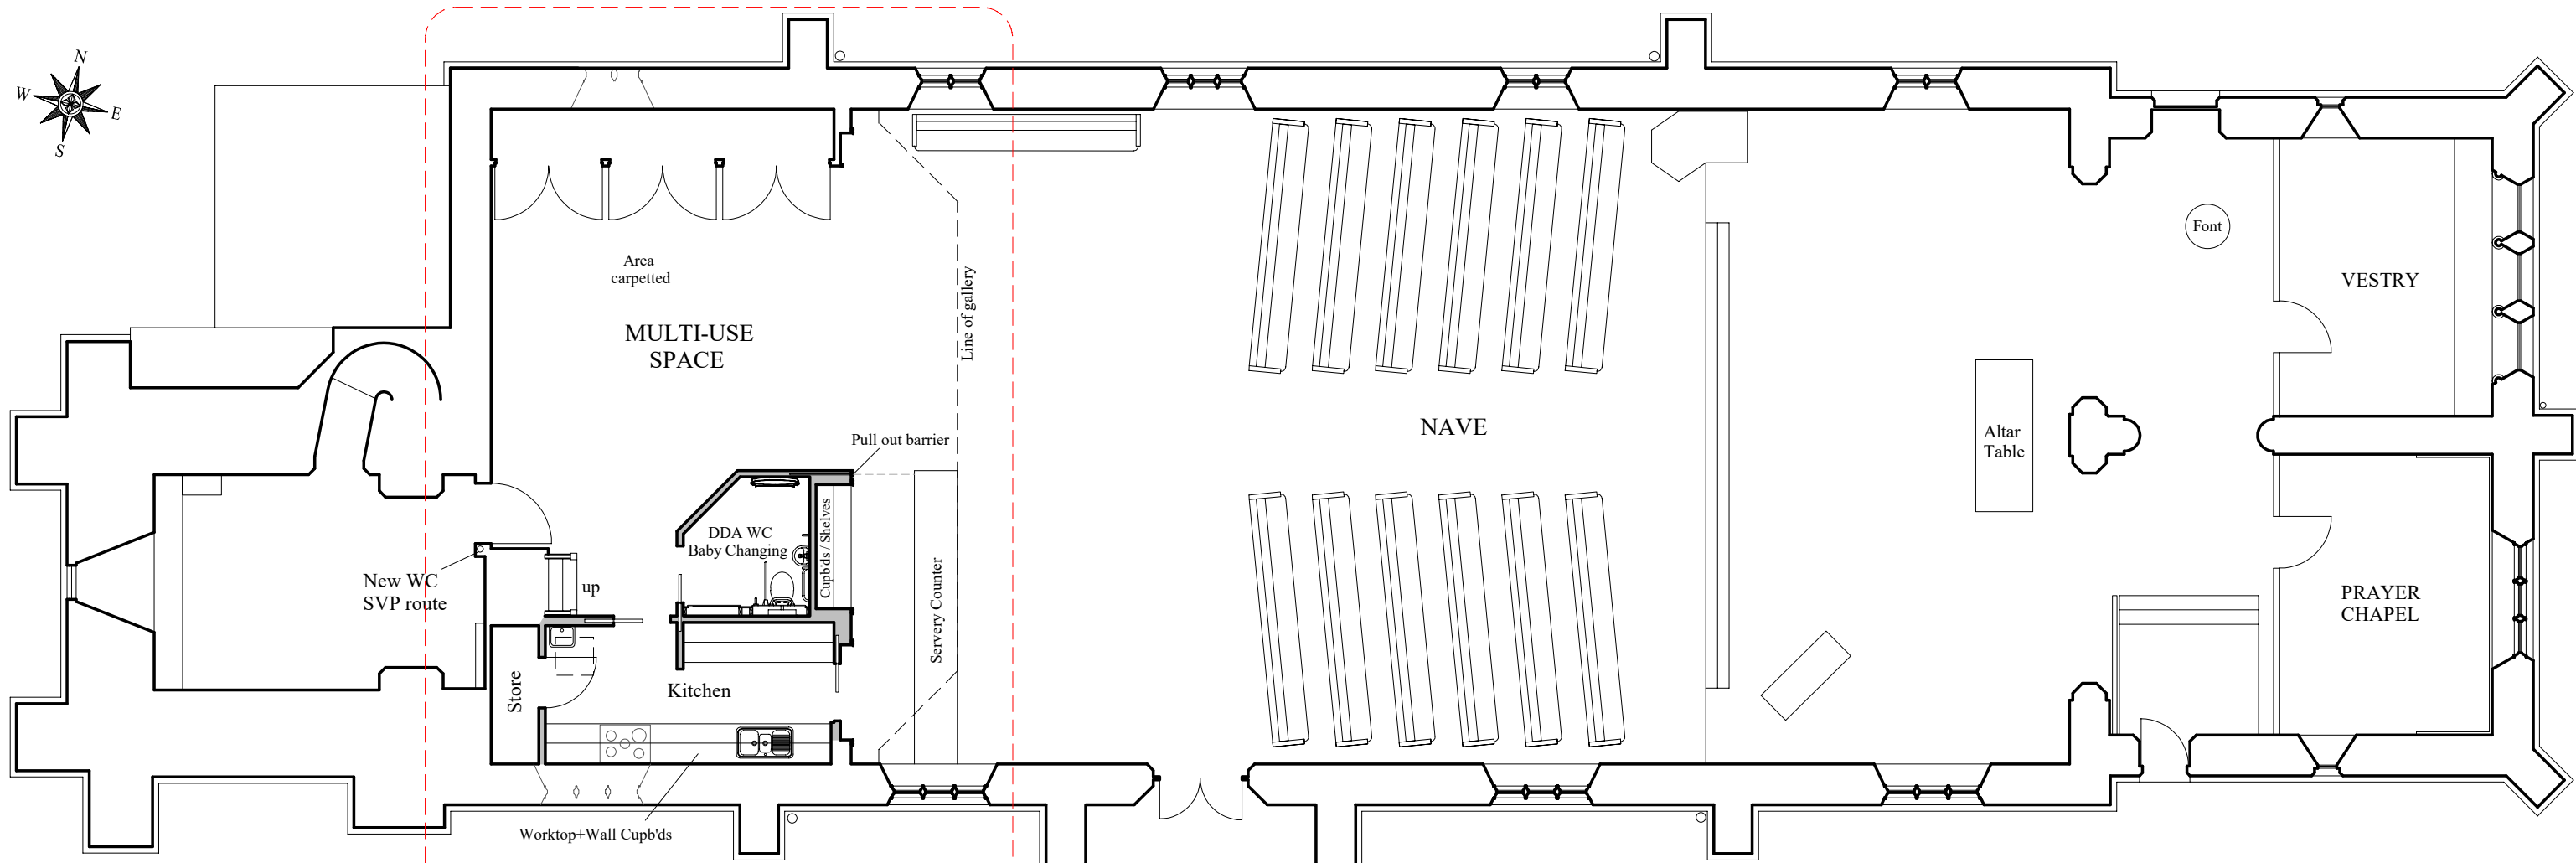 N
W
E
S
Area
carpetted
MULTI-USE
SPACE
Line of gallery
Pull out barrier
NAVE
Font
VESTRY
Altar
Table
DDA WC
Baby Changing
Cupb'ds / Shelves
Servery Counter
New WC
SVP route
up
Store
Kitchen
PRAYER
CHAPEL
Worktop+Wall Cupb'ds